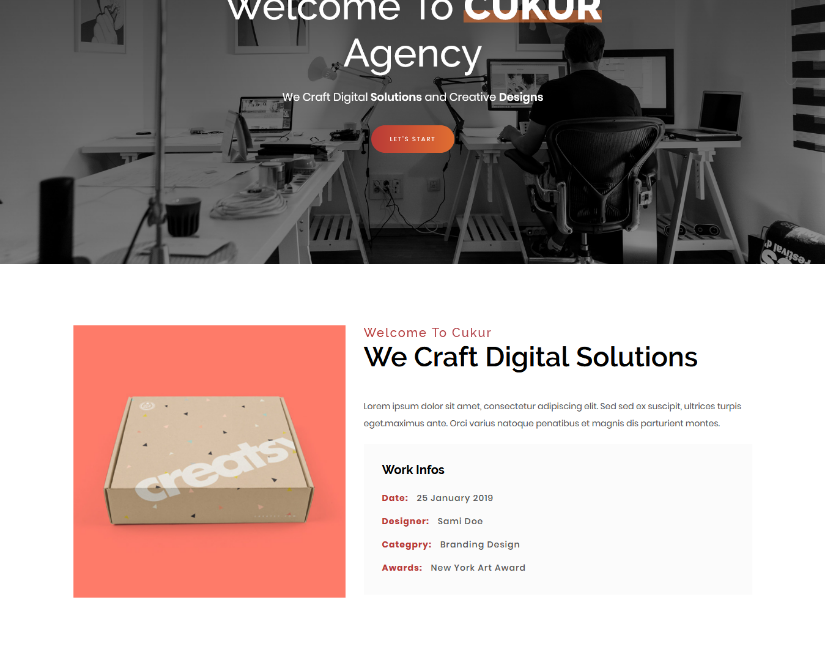 Welcome To CUKUR
Agency
We Craft Digital Solutions and Creative Designs
LET'S START
Welcome To Cukur
We Craft Digital Solutions
Lorem ipsum dolor sit amet, consectetur adipiscing elit. Sed sed ex suscipit, ultrices turpis
eget.maximus ante. Orci varius natoque penatibus et magnis dis parturient montes.
creatsy
Work Infos
Date: 25 January 2019
Designer: Sami Doe
Categpry: Branding Design
Awards: New York Art Award